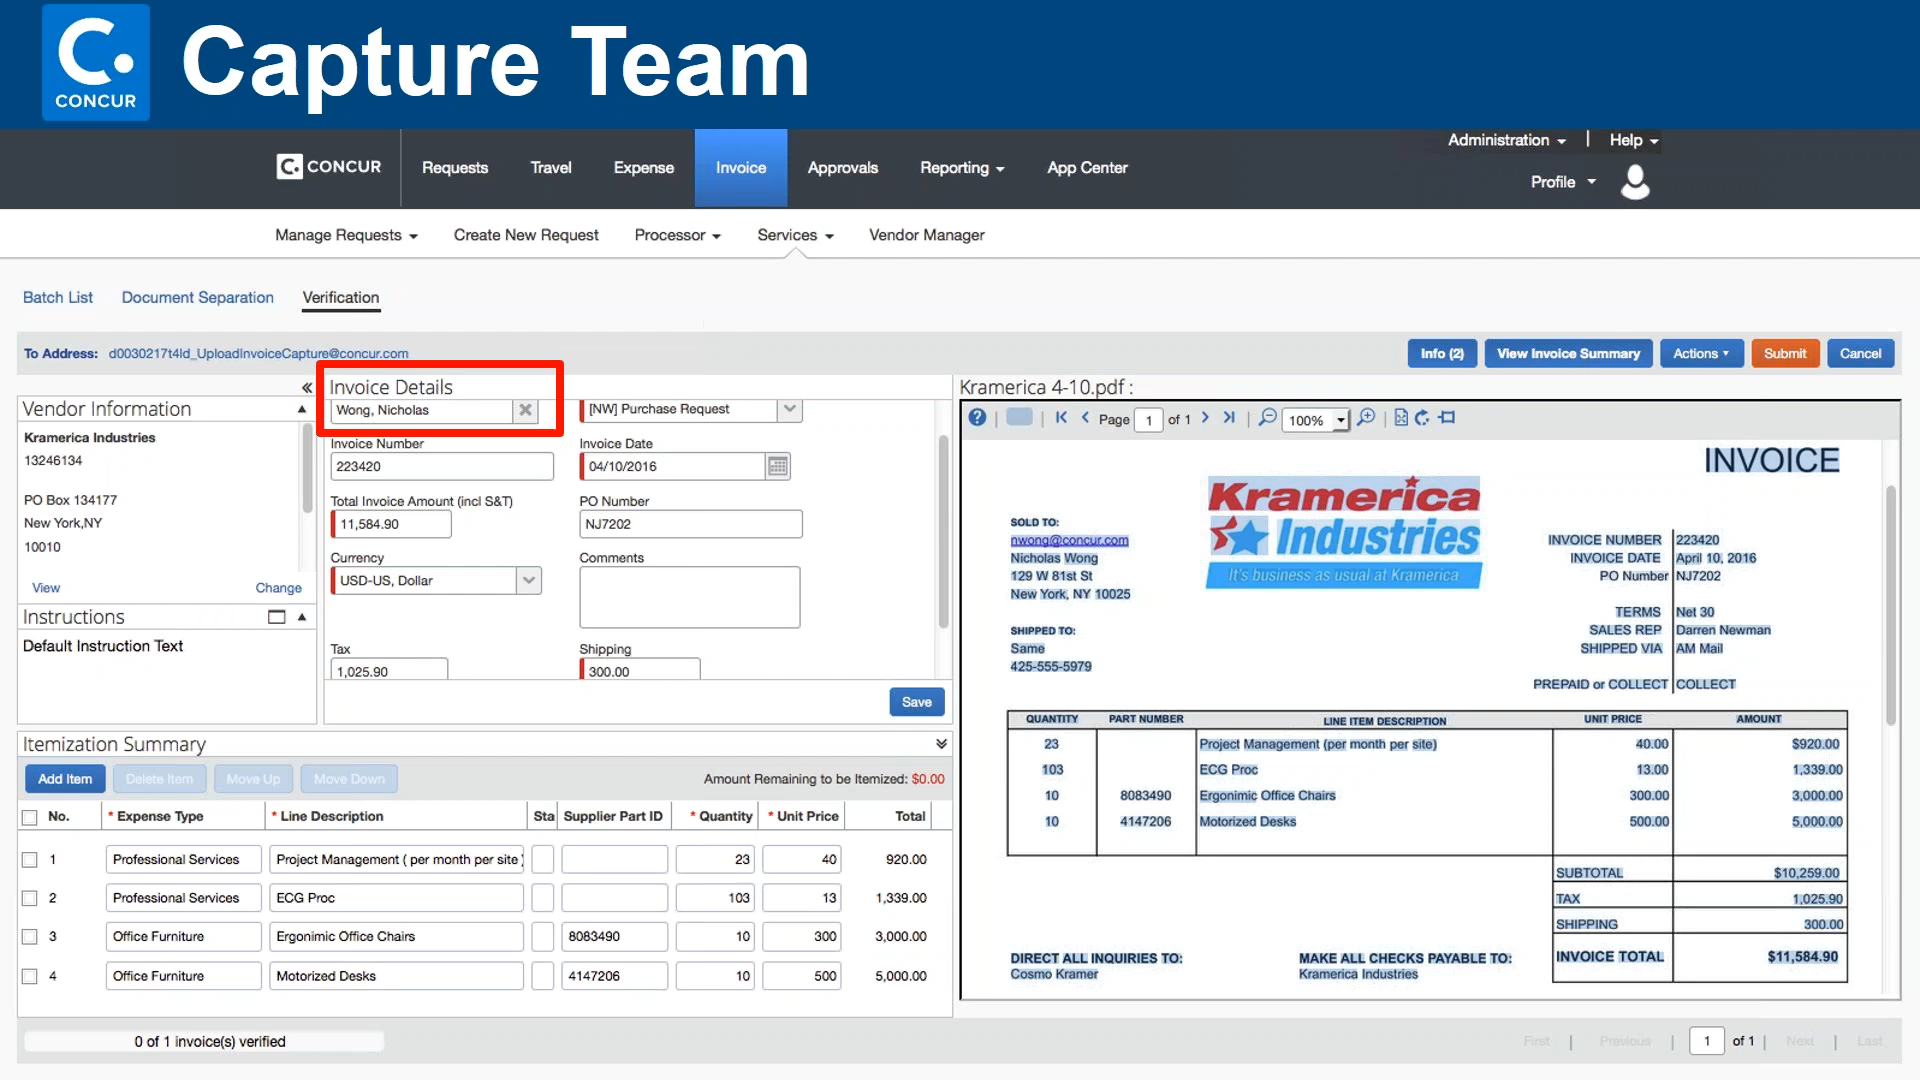 C.
CONCUR
Capture Team
C. CONCUR
Requests
Travel
Expense
Invoice
Approvals
Reporting
App Center
Administration
Help
Profile
Manage Requests
Create New Request
Processor
Services
Vendor Manager
Batch List
Document Separation
Verification
To Address: d0030217t4ld_UploadInvoiceCapture@concur.com
Info (2)
View Invoice Summary
Actions
Submit
Cancel
Vendor Information
Kramerica Industries
13246134
PO Box 134177
New York,NY
10010
View
Change
Instructions
Default Instruction Text
Invoice Details
Wong, Nicholas
[NW] Purchase Request
Invoice Number
223420
Invoice Date
04/10/2016
Total Invoice Amount (incl S&T)
11,584.90
PO Number
NJ7202
Currency
USD-US, Dollar
Comments
Tax
1,025.90
Shipping
300.00
Save
Itemization Summary
Add Item
Delete Item
Move Up
Move Down
Amount Remaining to be Itemized: $0.00
No. * Expense Type * Line Description Sta Supplier Part ID * Quantity * Unit Price Total
1 Professional Services Project Management ( per month per site ) 23 40 920.00
2 Professional Services ECG Proc 103 13 1,339.00
3 Office Furniture Ergonimic Office Chairs 8083490 10 300 3,000.00
4 Office Furniture Motorized Desks 4147206 10 500 5,000.00
0 of 1 invoice(s) verified
Kramerica 4-10.pdf :
Page 1 of 1
100%
INVOICE
Kramerica
Industries
It's business as usual at Kramerica
SOLD TO:
nwong@concur.com
Nicholas Wong
129 W 81st St
New York, NY 10025
SHIPPED TO:
Same
425-555-5979
INVOICE NUMBER 223420
INVOICE DATE April 10, 2016
PO Number NJ7202
TERMS Net 30
SALES REP Darren Newman
SHIPPED VIA AM Mail
PREPAID or COLLECT COLLECT
QUANTITY PART NUMBER LINE ITEM DESCRIPTION UNIT PRICE AMOUNT
23 Project Management (per month per site) 40.00 $920.00
103 ECG Proc 13.00 1,339.00
10 8083490 Ergonimic Office Chairs 300.00 3,000.00
10 4147206 Motorized Desks 500.00 5,000.00
SUBTOTAL $10,259.00
TAX 1,025.90
SHIPPING 300.00
INVOICE TOTAL $11,584.90
DIRECT ALL INQUIRIES TO:
Cosmo Kramer
MAKE ALL CHECKS PAYABLE TO:
Kramerica Industries
First | Previous | 1 of 1 | Next | Last